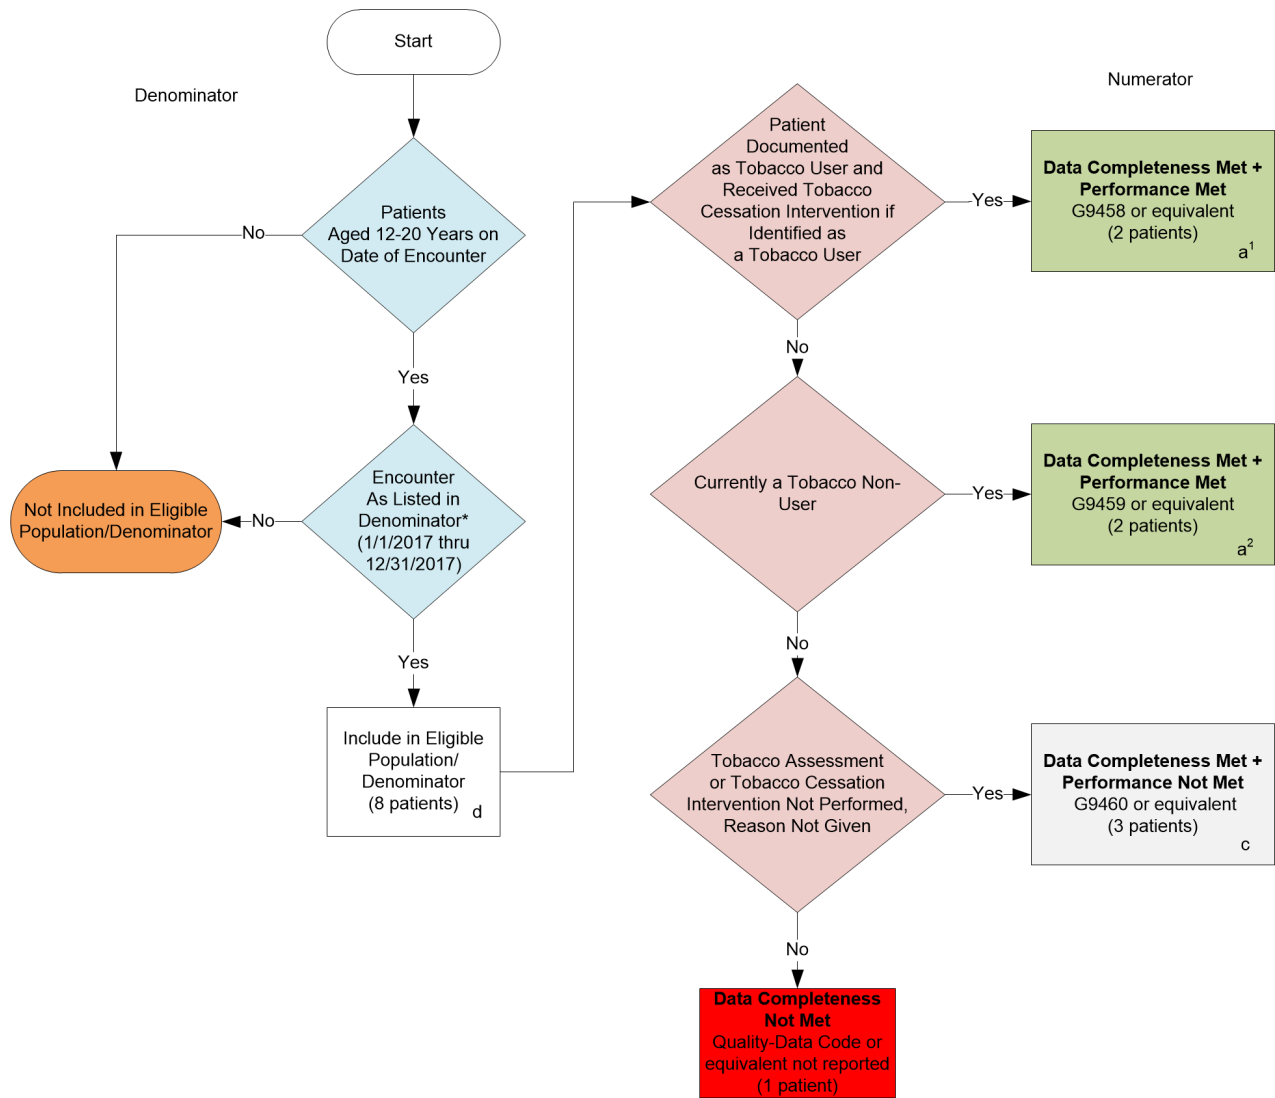 Start
Denominator
Patients
Aged 12-20 Years on
Date of Encounter
No
Yes
Encounter
As Listed in
Denominator*
(1/1/2017 thru
12/31/2017)
No
Not Included in Eligible
Population/Denominator
Yes
Include in Eligible
Population/
Denominator
(8 patients)
d
Numerator
Patient
Documented
as Tobacco User and
Received Tobacco
Cessation Intervention if
Identified as
a Tobacco User
Yes
Data Completeness Met +
Performance Met
G9458 or equivalent
(2 patients)
a¹
No
Currently a Tobacco Non-
User
Yes
Data Completeness Met +
Performance Met
G9459 or equivalent
(2 patients)
a²
No
Tobacco Assessment
or Tobacco Cessation
Intervention Not Performed,
Reason Not Given
Yes
Data Completeness Met +
Performance Not Met
G9460 or equivalent
(3 patients)
c
No
Data Completeness
Not Met
Quality-Data Code or
equivalent not reported
(1 patient)